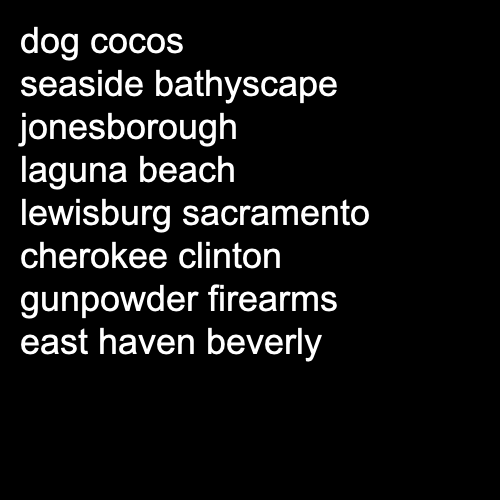 dog cocos
seaside bathyscape
jonesborough
laguna beach
lewisburg sacramento
cherokee clinton
gunpowder firearms
east haven beverly